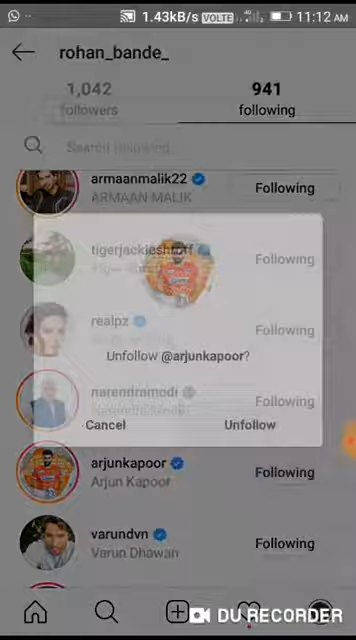 1.43kB/s VOLTE 4G 11:12 AM
rohan_bande_
1,042 941
followers following
Search following
armaanmalik22 Following
ARMAAN MALIK
tigerjackieshroff Following
realpz Following
Unfollow @arjunkapoor?
narendramodi Following
Cancel Unfollow
arjunkapoor Following
Arjun Kapoor
varundvn Following
Varun Dhawan
DU RECORDER